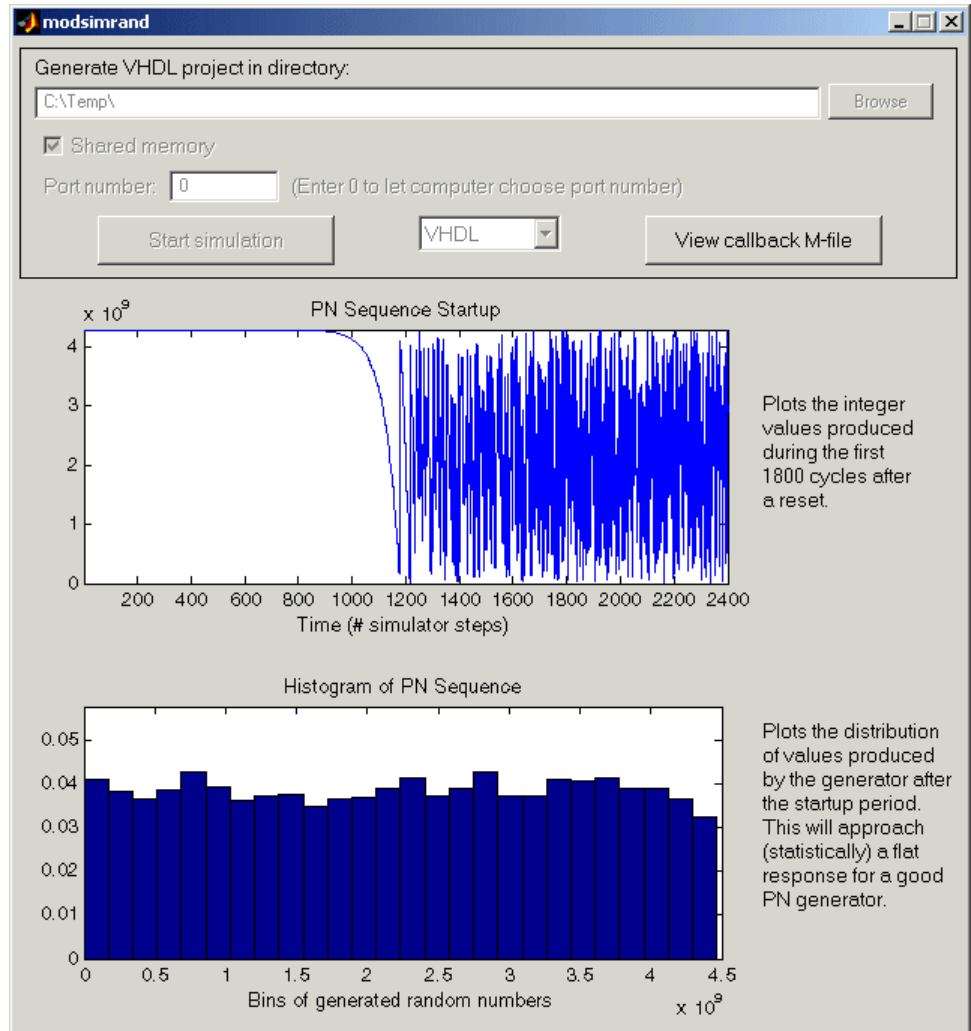 modsimrand
Generate VHDL project in directory:
C:\Temp\
Browse
Shared memory
Port number: 0 (Enter 0 to let computer choose port number)
Start simulation
VHDL
View callback M-file
PN Sequence Startup
x 10^9
4
3
2
1
0
200 400 600 800 1000 1200 1400 1600 1800 2000 2200 2400
Time (# simulator steps)
Plots the integer
values produced
during the first
1800 cycles after
a reset.
Histogram of PN Sequence
0.05
0.04
0.03
0.02
0.01
0
0 0.5 1 1.5 2 2.5 3 3.5 4 4.5
Bins of generated random numbers
x 10^9
Plots the distribution
of values produced
by the generator after
the startup period.
This will approach
(statistically) a flat
response for a good
PN generator.